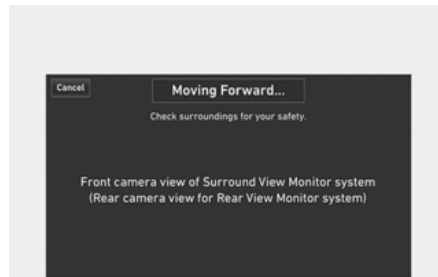 Cancel
Moving Forward...
Check surroundings for your safety.
Front camera view of Surround View Monitor system
(Rear camera view for Rear View Monitor system)